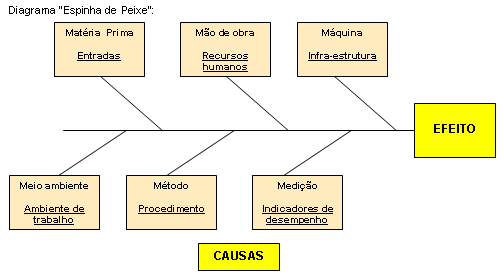 Diagrama "Espinha de Peixe":
Matéria Prima
Entradas
Mão de obra
Recursos
humanos
Máquina
Infra-estrutura
EFEITO
Meio ambiente
Ambiente de
trabalho
Método
Procedimento
Medição
Indicadores de
desempenho
CAUSAS